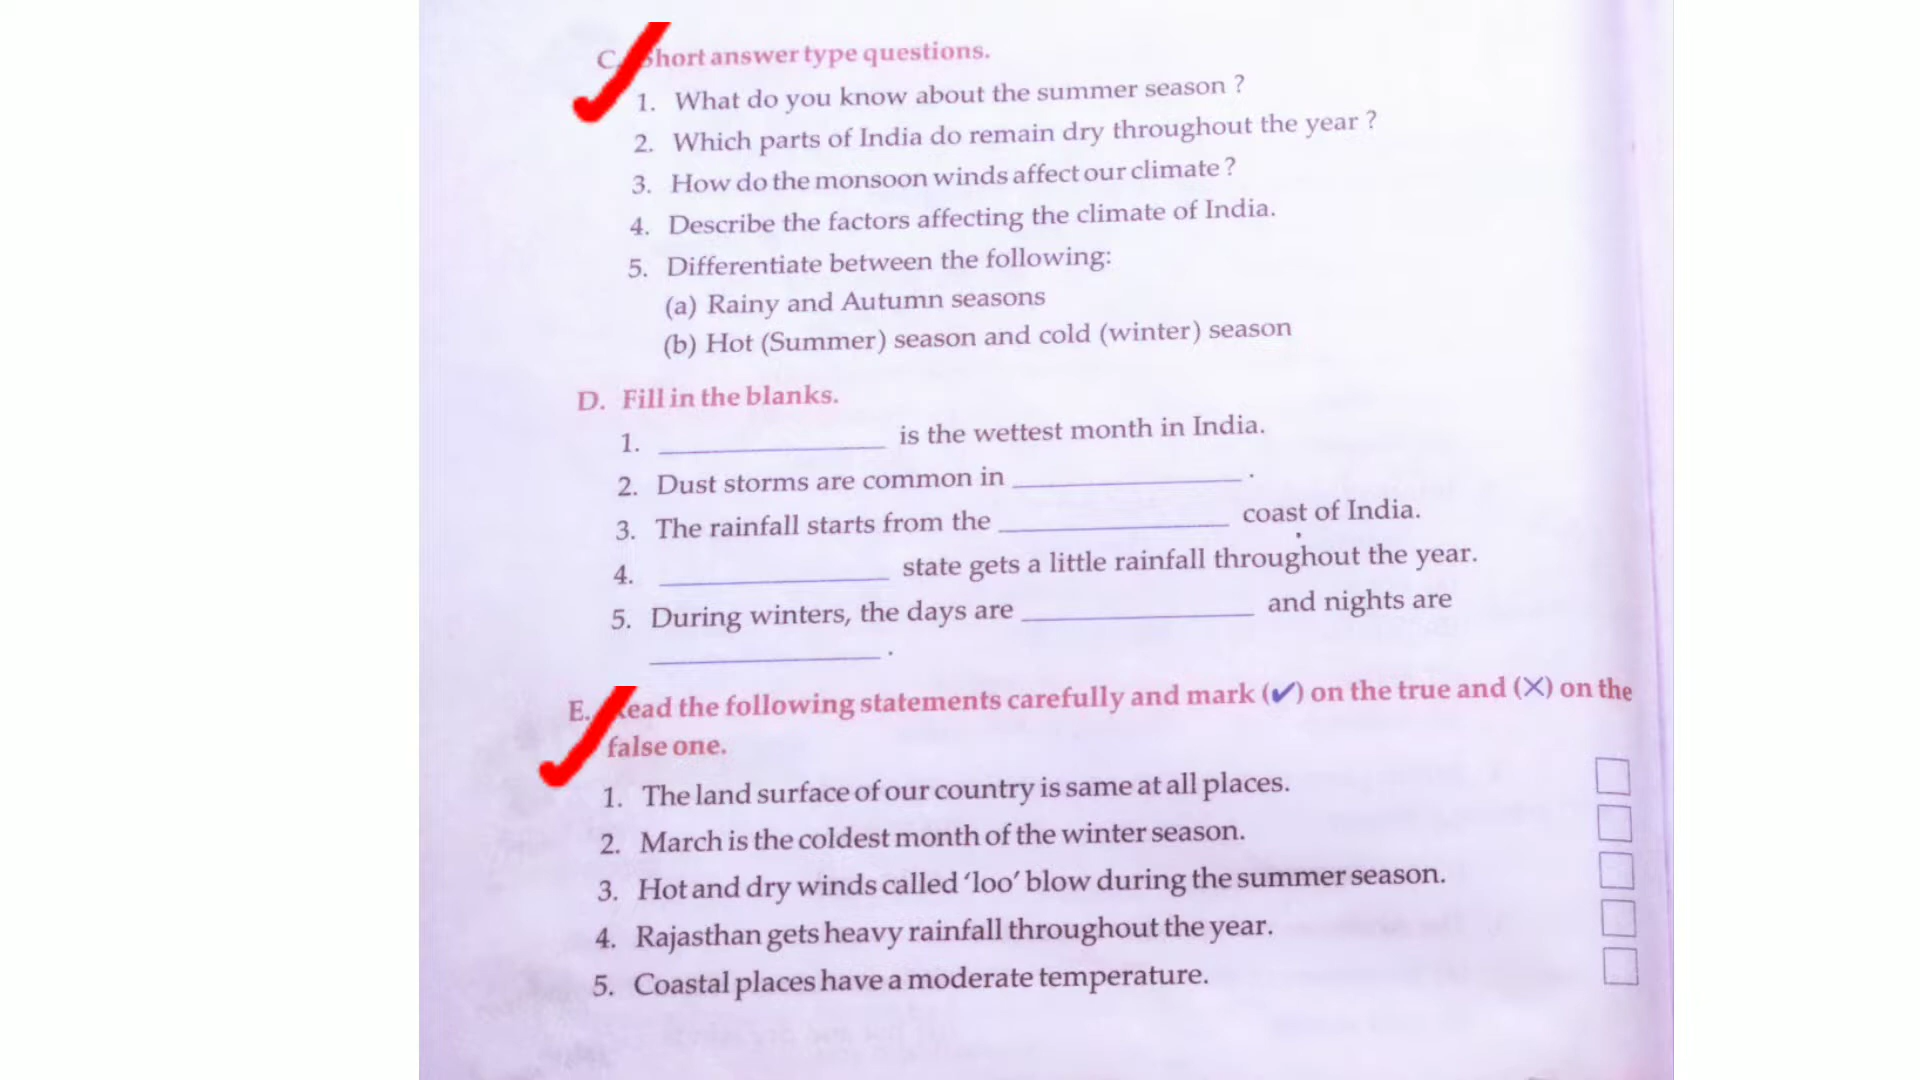 C. Short answer type questions.
1. What do you know about the summer season ?
2. Which parts of India do remain dry throughout the year ?
3. How do the monsoon winds affect our climate ?
4. Describe the factors affecting the climate of India.
5. Differentiate between the following:
(a) Rainy and Autumn seasons
(b) Hot (Summer) season and cold (winter) season
D. Fill in the blanks.
1. ____________ is the wettest month in India.
2. Dust storms are common in ____________ .
3. The rainfall starts from the ____________ coast of India.
4. ____________ state gets a little rainfall throughout the year.
5. During winters, the days are ____________ and nights are
____________ .
E. Read the following statements carefully and mark (✔) on the true and (✕) on the
false one.
1. The land surface of our country is same at all places.
2. March is the coldest month of the winter season.
3. Hot and dry winds called ‘loo’ blow during the summer season.
4. Rajasthan gets heavy rainfall throughout the year.
5. Coastal places have a moderate temperature.